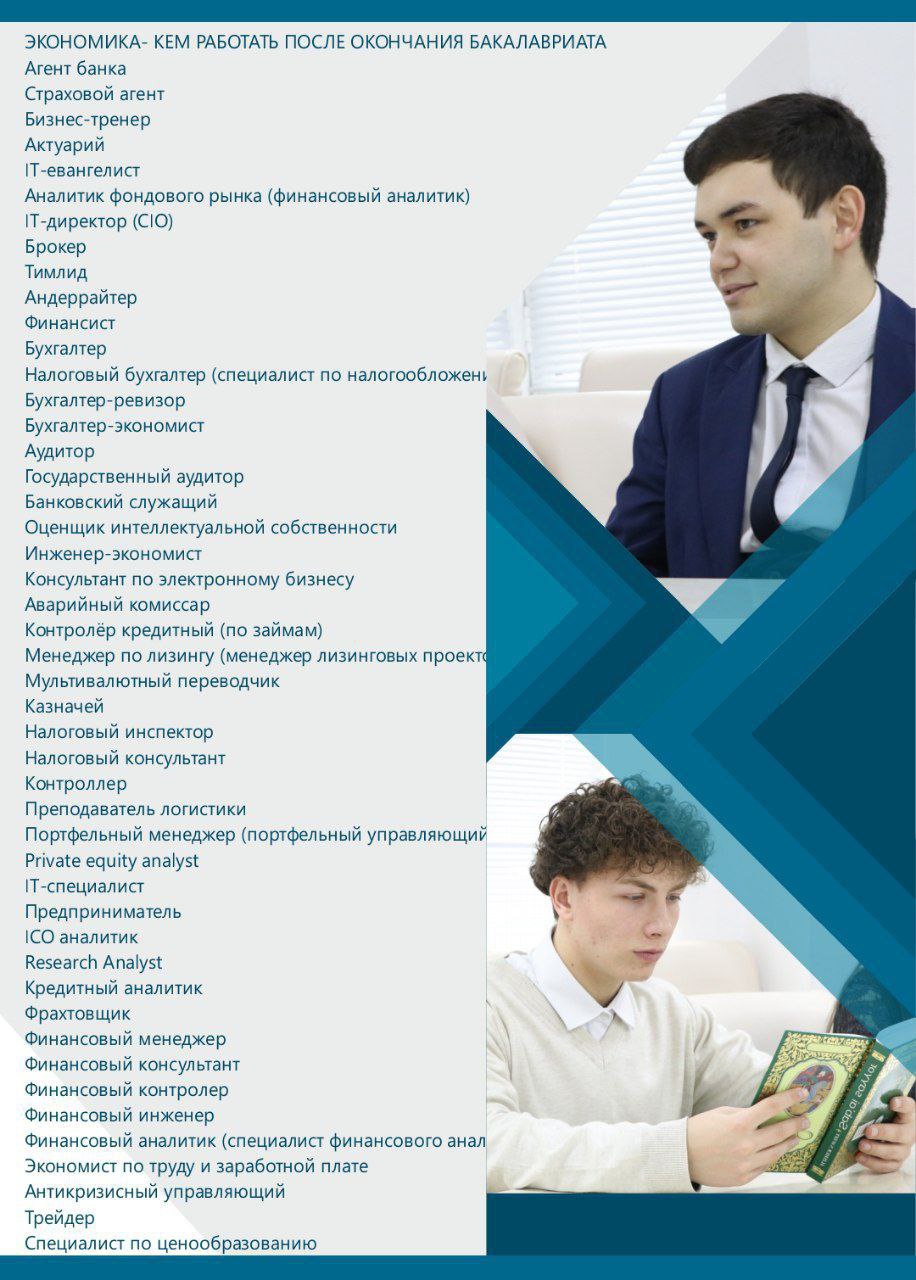 ЭКОНОМИКА- КЕМ РАБОТАТЬ ПОСЛЕ ОКОНЧАНИЯ БАКАЛАВРИАТА
Агент банка
Страховой агент
Бизнес-тренер
Актуарий
IT-евангелист
Аналитик фондового рынка (финансовый аналитик)
IT-директор (CIO)
Брокер
Тимлид
Андеррайтер
Финансист
Бухгалтер
Налоговый бухгалтер (специалист по налогообложени
Бухгалтер-ревизор
Бухгалтер-экономист
Аудитор
Государственный аудитор
Банковский служащий
Оценщик интеллектуальной собственности
Инженер-экономист
Консультант по электронному бизнесу
Аварийный комиссар
Контролёр кредитный (по займам)
Менеджер по лизингу (менеджер лизинговых проекто
Мультивалютный переводчик
Казначей
Налоговый инспектор
Налоговый консультант
Контроллер
Преподаватель логистики
Портфельный менеджер (портфельный управляющий
Private equity analyst
IT-специалист
Предприниматель
ICO аналитик
Research Analyst
Кредитный аналитик
Фрахтовщик
Финансовый менеджер
Финансовый консультант
Финансовый контролер
Финансовый инженер
Финансовый аналитик (специалист финансового анал
Экономист по труду и заработной плате
Антикризисный управляющий
Трейдер
Специалист по ценообразованию
Sab'ai sayyor